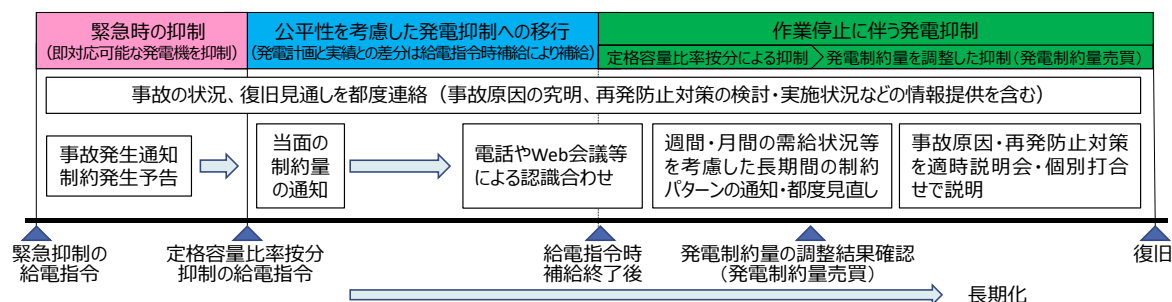 緊急時の抑制
(即対応可能な発電機を抑制)
公平性を考慮した発電抑制への移行
(発電計画と実績との差分は給電指令時補給により補給)
作業停止に伴う発電抑制
定格容量比率按分による抑制
発電制約量を調整した抑制(発電制約量売買)
事故の状況、復旧見通しを都度連絡（事故原因の究明、再発防止対策の検討・実施状況などの情報提供を含む）
事故発生通知
制約発生予告
当面の
制約量
の通知
電話やWeb会議等
による認識合わせ
週間・月間の需給状況等
を考慮した長期間の制約
パターンの通知・都度見直し
事故原因・再発防止対策
を適時説明会・個別打合
せで説明
緊急抑制の
給電指令
定格容量比率按分
抑制の給電指令
給電指令時
補給終了後
発電制約量の調整結果確認
（発電制約量売買）
復旧
長期化